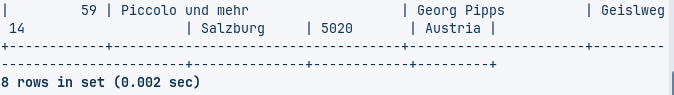 |         59 | Piccolo und mehr                   | Georg Pipps          | Geislweg
 14                    | Salzburg     | 5020       | Austria |
+------------+------------------------------------+----------------------+---------
-----------------------+--------------+------------+---------+
8 rows in set (0.002 sec)